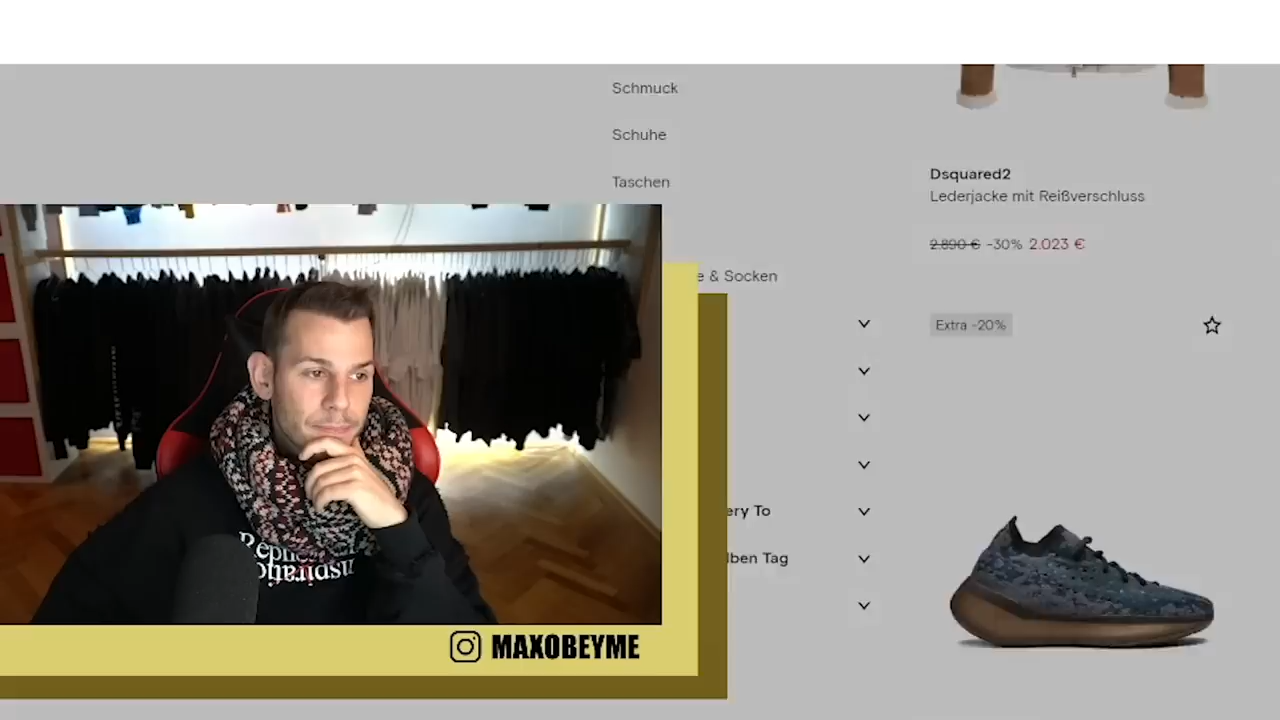 Schmuck
Schuhe
Taschen
e & Socken
ery To
lben Tag
Dsquared2
Lederjacke mit Reißverschluss
2.890 € -30% 2.023 €
Extra -20%
MAXOBEYME